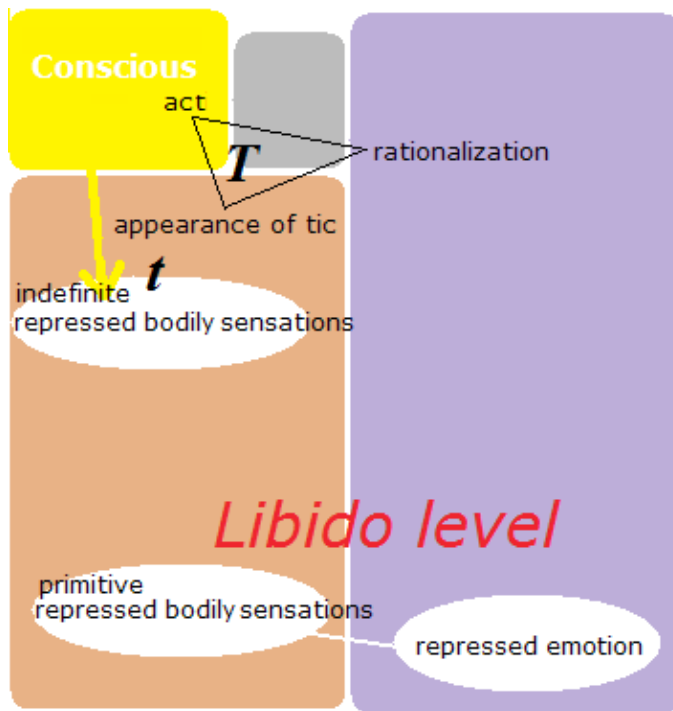 Conscious
act
T
rationalization
appearance of tic
t
indefinite
repressed bodily sensations
Libido level
primitive
repressed bodily sensations
repressed emotion